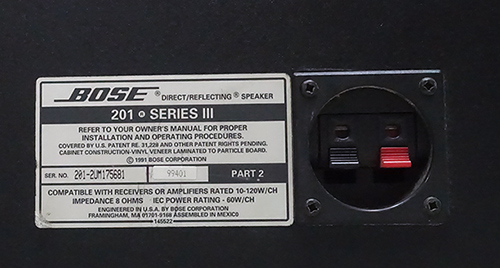 BOSE ® DIRECT/REFLECTING ® SPEAKER
201 • SERIES III
REFER TO YOUR OWNER'S MANUAL FOR PROPER
INSTALLATION AND OPERATING PROCEDURES.
COVERED BY U.S. PATENT RE. 31,228 AND OTHER PATENT RIGHTS PENDING.
CABINET CONSTRUCTION-VINYL VENEER LAMINATED TO PARTICLE BOARD.
© 1991 BOSE CORPORATION
SER. NO. 201-2UM175681 99401 PART 2
COMPATIBLE WITH RECEIVERS OR AMPLIFIERS RATED 10-120W/CH
IMPEDANCE 8 OHMS IEC POWER RATING - 60W/CH
ENGINEERED IN U.S.A. BY BOSE CORPORATION
FRAMINGHAM, MA 01701-9168 ASSEMBLED IN MEXICO
145522